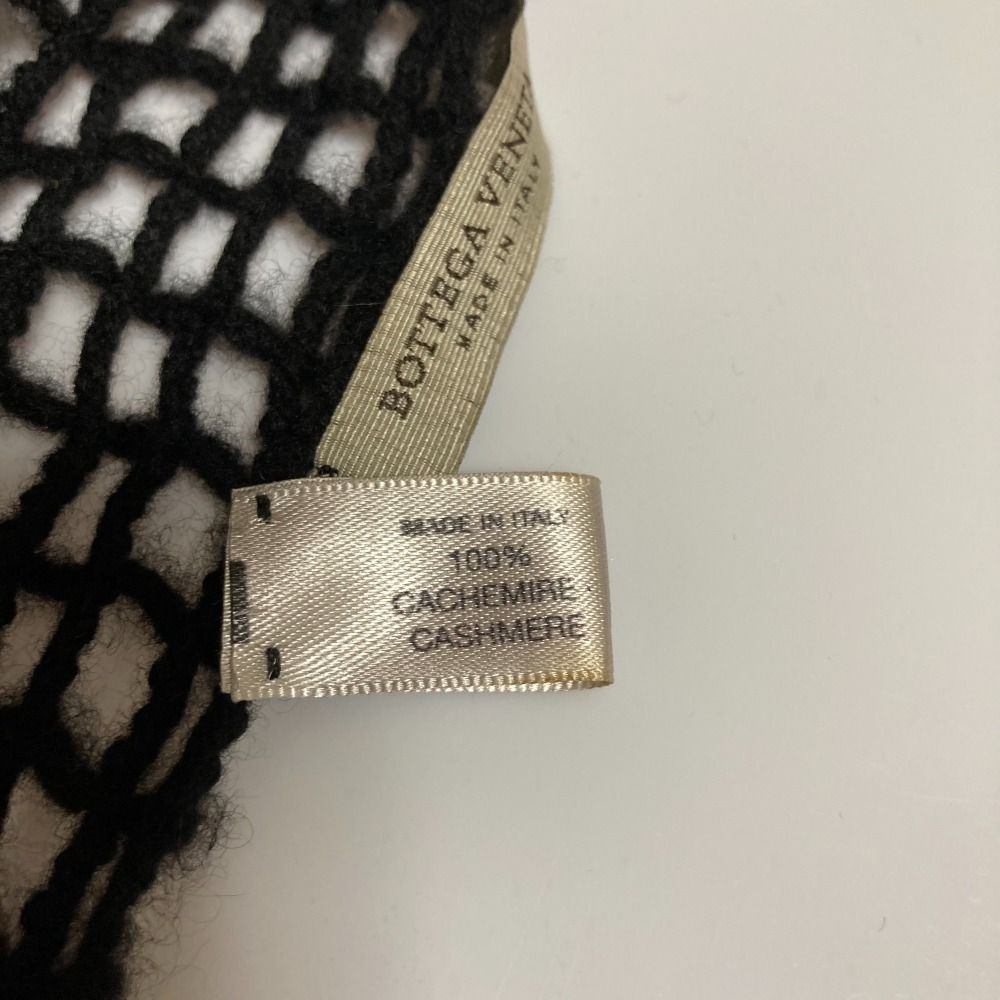 BOTTEGA VENETA
MADE IN ITALY
MADE IN ITALY
100%
CACHEMIRE
CASHMERE